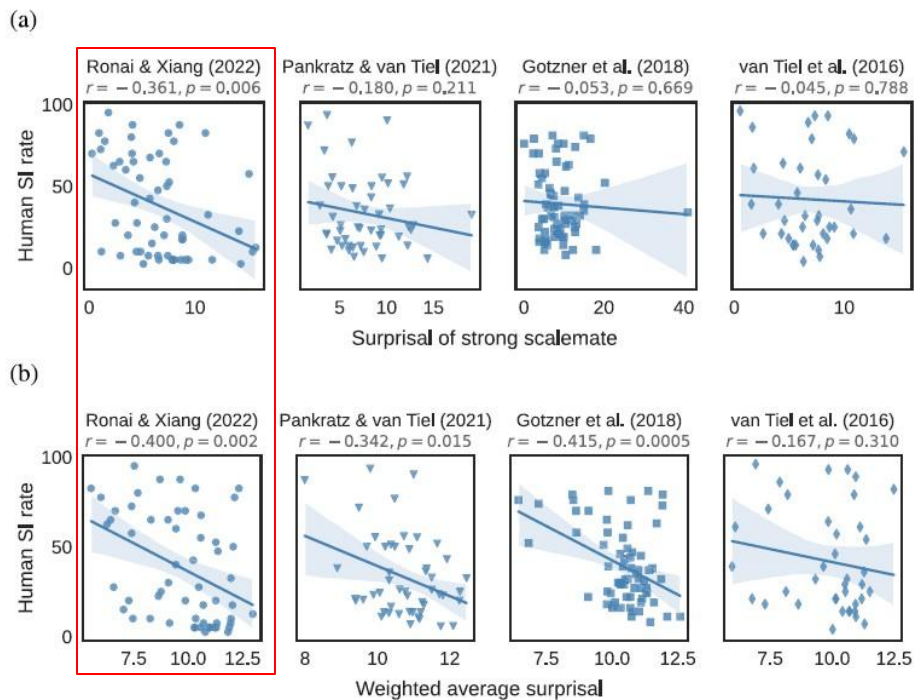 (a)
Ronai & Xiang (2022) Pankratz & van Tiel (2021) Gotzner et al. (2018) van Tiel et al. (2016)
r = −0.361, p = 0.006 r = −0.180, p = 0.211 r = −0.053, p = 0.669 r = −0.045, p = 0.788
100
50
0
Human SI rate
0 10 5 10 15 0 20 40 0 10
Surprisal of strong scalemate
(b)
Ronai & Xiang (2022) Pankratz & van Tiel (2021) Gotzner et al. (2018) van Tiel et al. (2016)
r = −0.400, p = 0.002 r = −0.342, p = 0.015 r = −0.415, p = 0.0005 r = −0.167, p = 0.310
100
50
0
Human SI rate
7.5 10.0 12.5 8 10 12 7.5 10.0 12.5 7.5 10.0 12.5
Weighted average surprisal